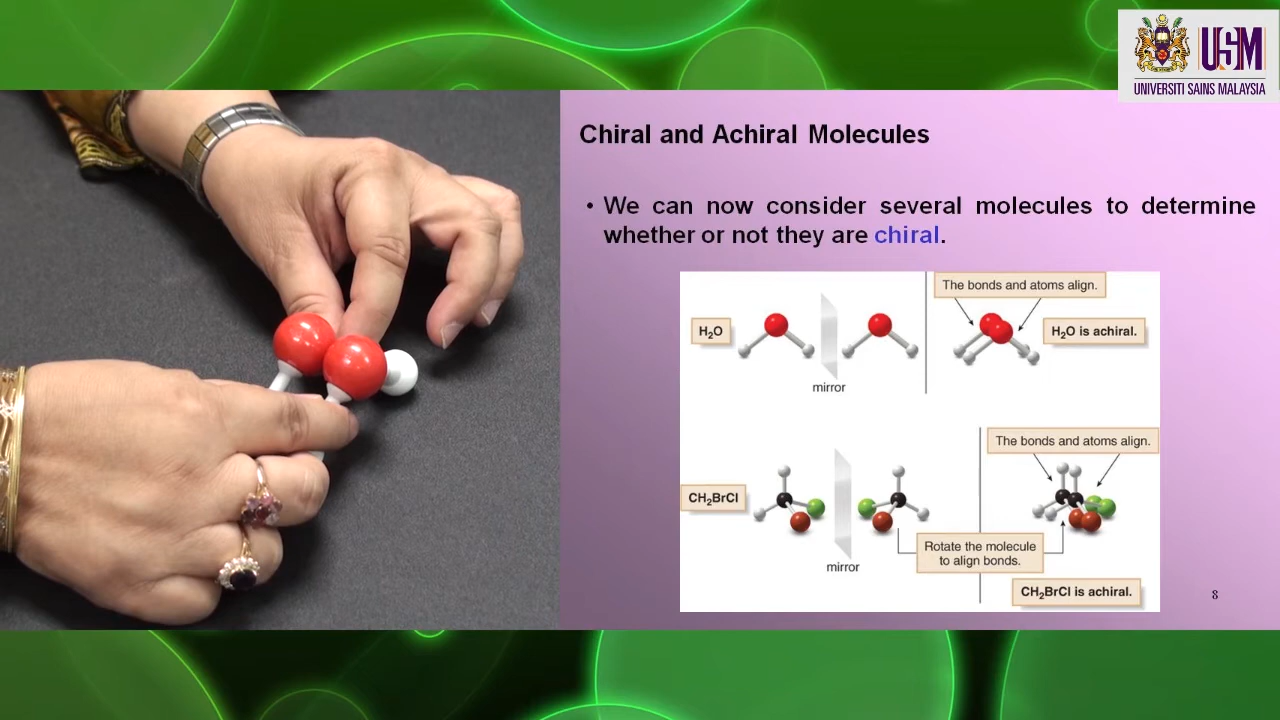 USM
UNIVERSITI SAINS MALAYSIA
Chiral and Achiral Molecules
• We can now consider several molecules to determine
whether or not they are chiral.
The bonds and atoms align.
H₂O
H₂O is achiral.
mirror
The bonds and atoms align.
CH₂BrCl
Rotate the molecule
to align bonds.
mirror
CH₂BrCl is achiral.
8